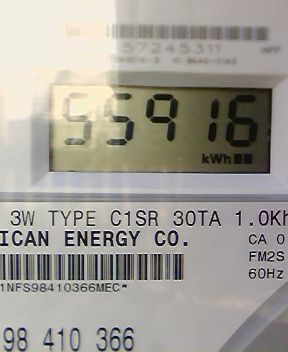 57245311
55916
kWh
3W TYPE C1SR 30TA 1.0Kh
ICAN ENERGY CO.
CA 0
FM2S
60Hz
1NFS98410366MEC*
98 410 366